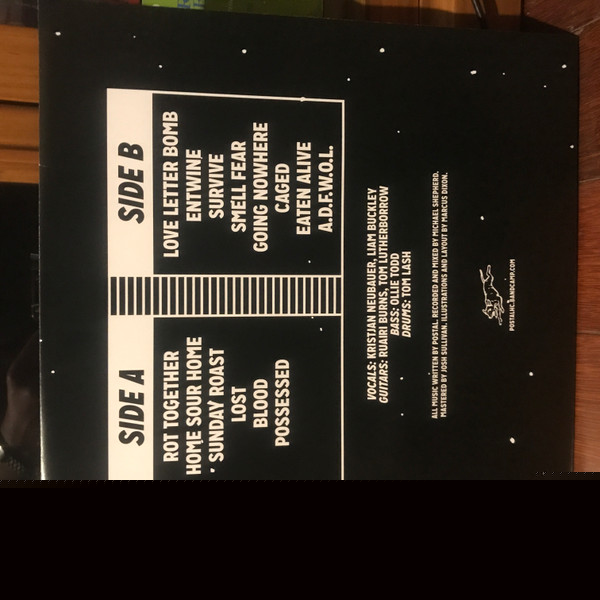 SIDE A
ROT TOGETHER
HOME SOUR HOME
SUNDAY ROAST
LOST
BLOOD
POSSESSED
SIDE B
LOVE LETTER BOMB
ENTWINE
SURVIVE
SMELL FEAR
GOING NOWHERE
CAGED
EATEN ALIVE
A.D.F.W.O.L.
VOCALS: KRISTJAN NEUBAUER, LIAM BUCKLEY
GUITARS: RUAIRI BURNS, TOM LUTHERBORROW
BASS: OLLIE TODD
DRUMS: TOM LASH
ALL MUSIC WRITTEN BY POSTAL. RECORDED AND MIXED BY MICHAEL SHEPHERD.
MASTERED BY JOSH SULLIVAN. ILLUSTRATIONS AND LAYOUT BY MARCUS DIXON.
POSTALHC.BANDCAMP.COM